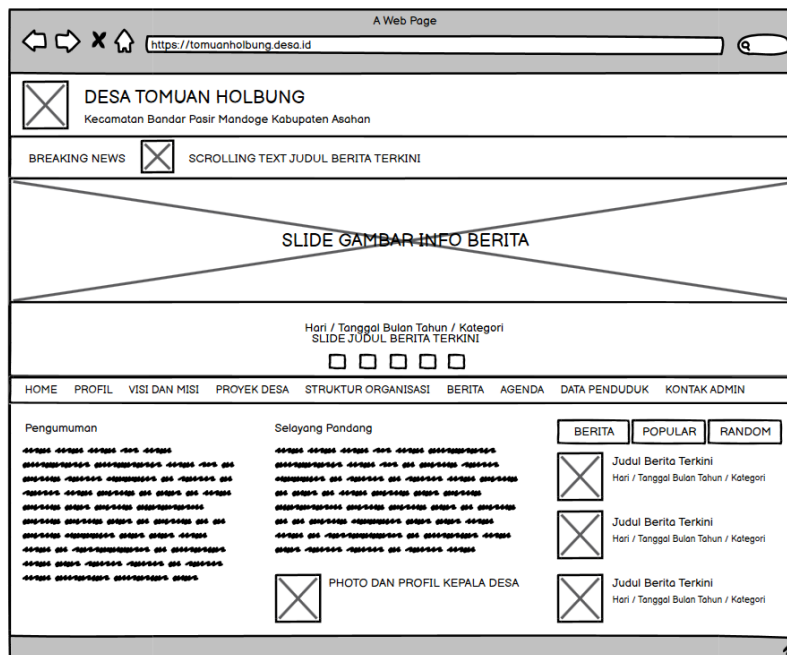 A Web Page
https://tomuanholbung.desa.id
DESA TOMUAN HOLBUNG
Kecamatan Bandar Pasir Mandoge Kabupaten Asahan
BREAKING NEWS SCROLLING TEXT JUDUL BERITA TERKINI
SLIDE GAMBAR INFO BERITA
Hari / Tanggal Bulan Tahun / Kategori
SLIDE JUDUL BERITA TERKINI
HOME PROFIL VISI DAN MISI PROYEK DESA STRUKTUR ORGANISASI BERITA AGENDA DATA PENDUDUK KONTAK ADMIN
Pengumuman
Selayang Pandang
PHOTO DAN PROFIL KEPALA DESA
BERITA POPULAR RANDOM
Judul Berita Terkini
Hari / Tanggal Bulan Tahun / Kategori
Judul Berita Terkini
Hari / Tanggal Bulan Tahun / Kategori
Judul Berita Terkini
Hari / Tanggal Bulan Tahun / Kategori